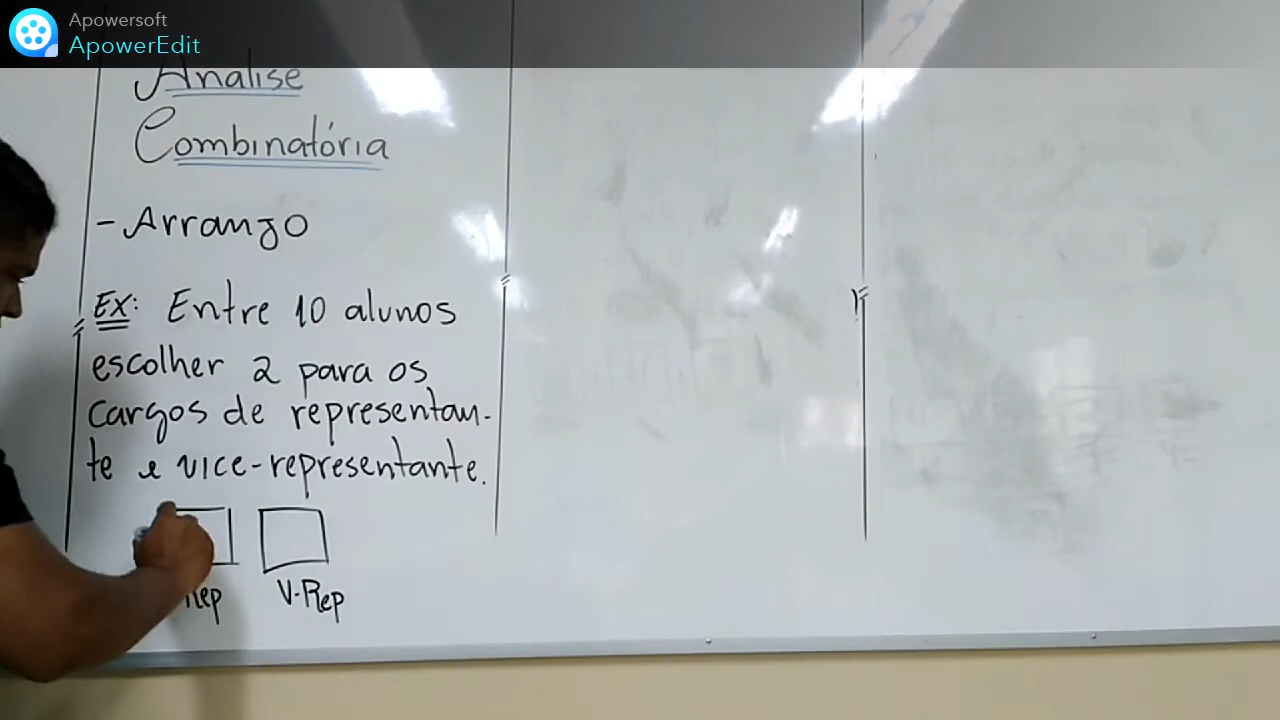 Apowersoft
ApowerEdit
Análise
Combinatória
- Arranjo
EX: Entre 10 alunos
escolher 2 para os
cargos de representan-
te e vice-representante.
Rep V-Rep